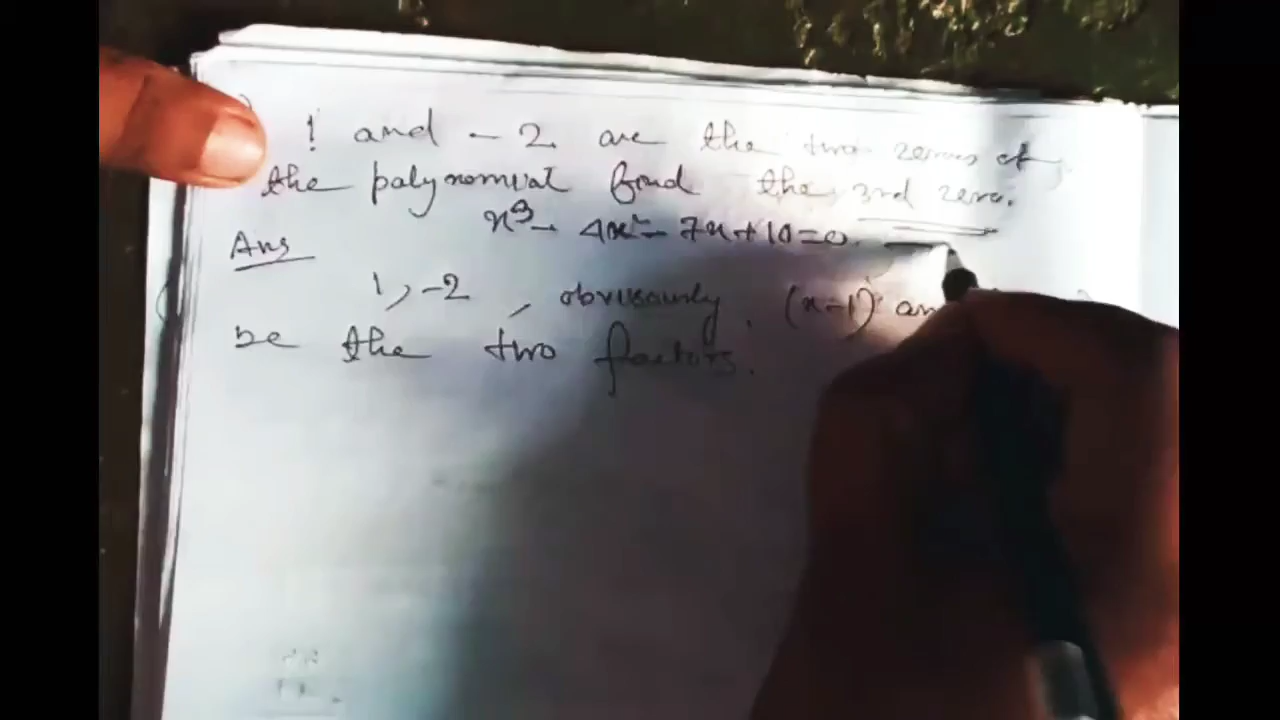 1 and - 2 are the two zeroes of
the polynomial find the 3rd zero.
x³ - 4x² - 7x + 10 = 0.
Ans
1, -2, obviously (x-1) an
be the two factors.